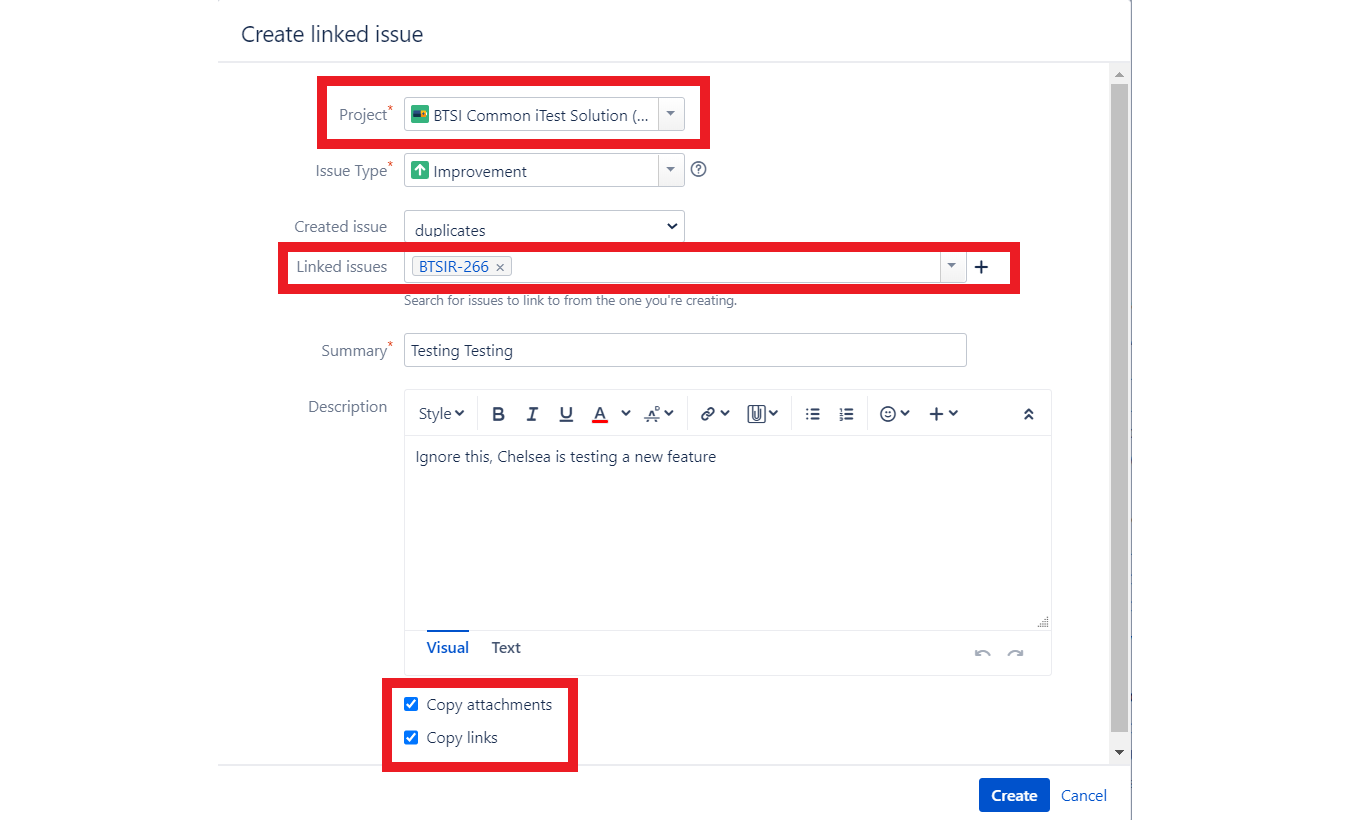 Create linked issue
Project* BTSI Common iTest Solution (...
Issue Type* Improvement
Created issue duplicates
Linked issues BTSIR-266 ×
Search for issues to link to from the one you're creating.
Summary* Testing Testing
Description Style B I U A
Ignore this, Chelsea is testing a new feature
Visual Text
Copy attachments
Copy links
Create Cancel